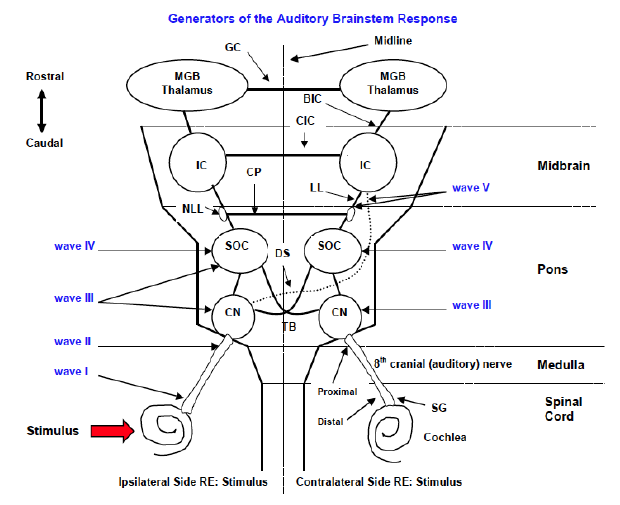 Generators of the Auditory Brainstem Response
Midline
GC
Rostral
MGB
Thalamus
MGB
Thalamus
BIC
CIC
Caudal
IC
IC
Midbrain
CP
LL
wave V
NLL
wave IV
SOC
SOC
wave IV
DS
Pons
wave III
CN
CN
wave III
TB
wave II
8th cranial (auditory) nerve
Medulla
wave I
Proximal
Spinal
Cord
SG
Distal
Stimulus
Cochlea
Ipsilateral Side RE: Stimulus
Contralateral Side RE: Stimulus